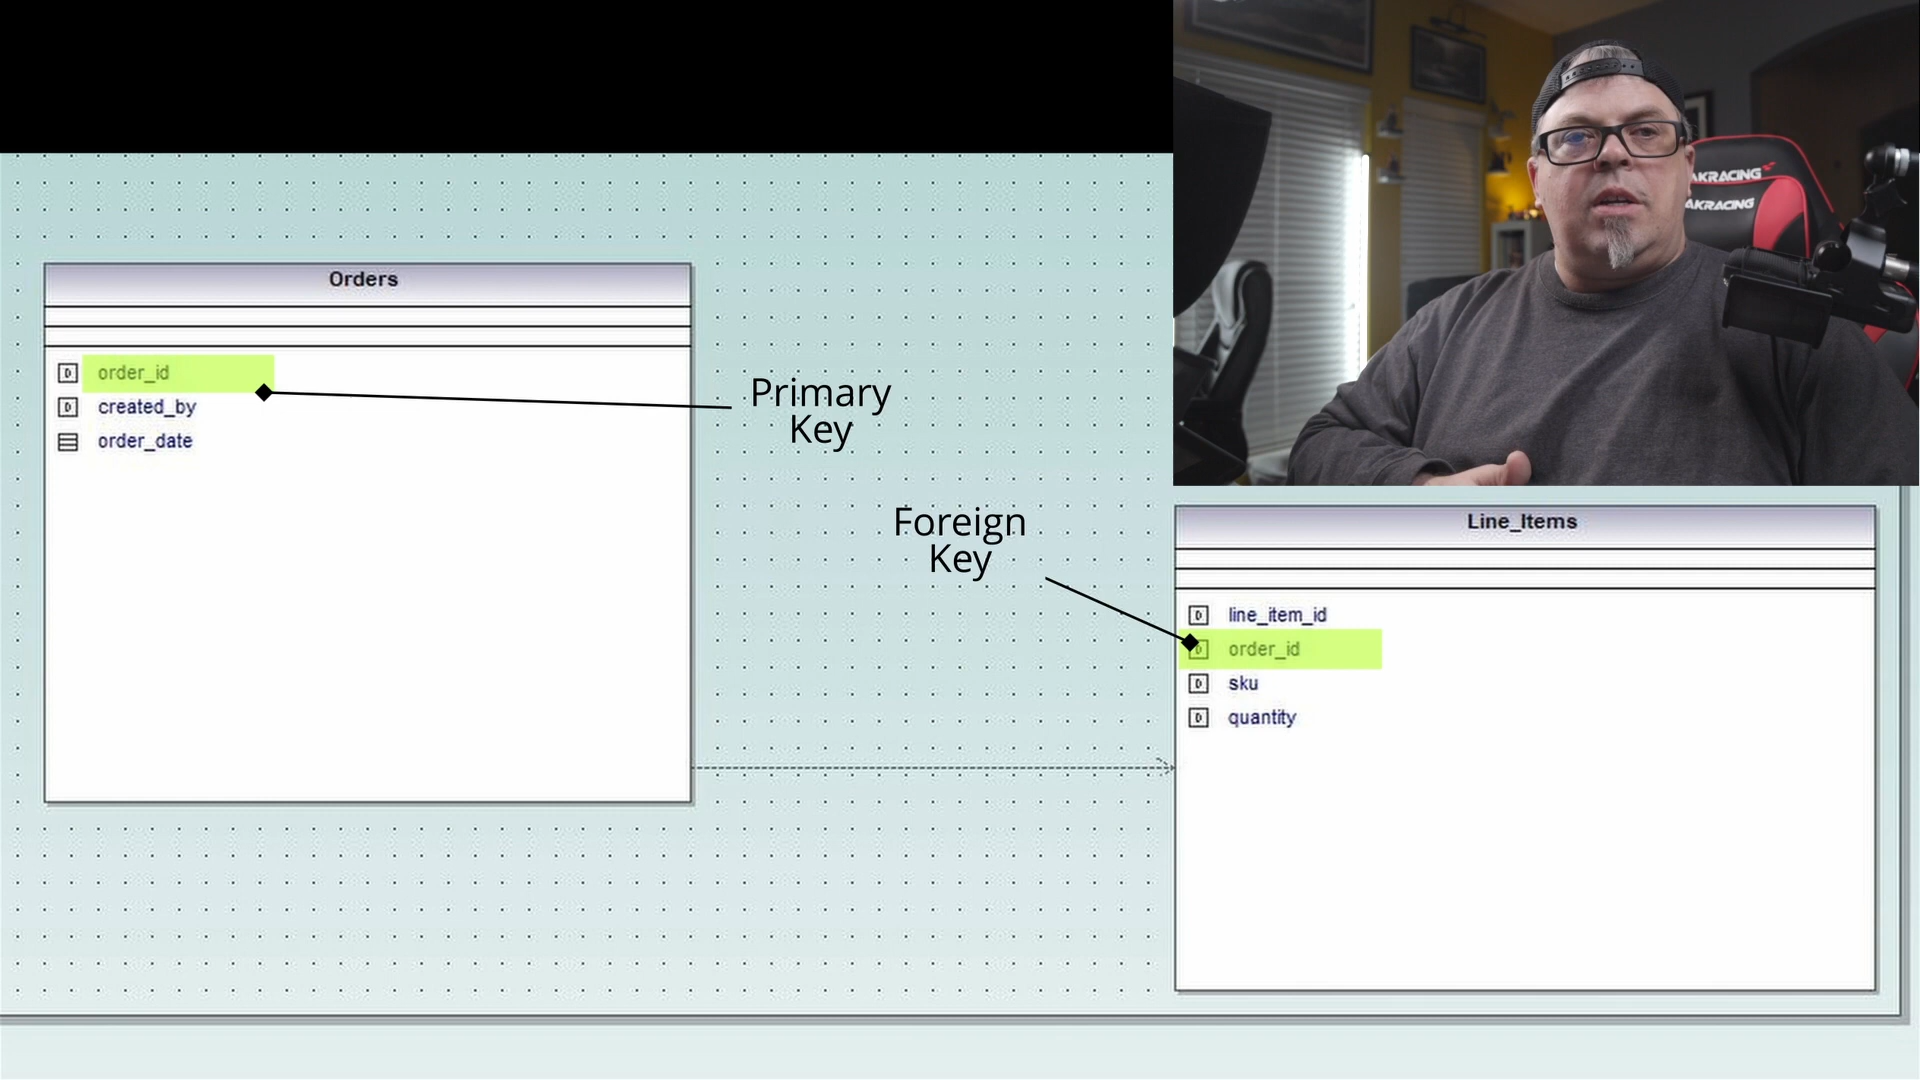 AKRACING
AKRACING
Orders
order_id
created_by
order_date
Primary
Key
Foreign
Key
Line_Items
line_item_id
order_id
sku
quantity